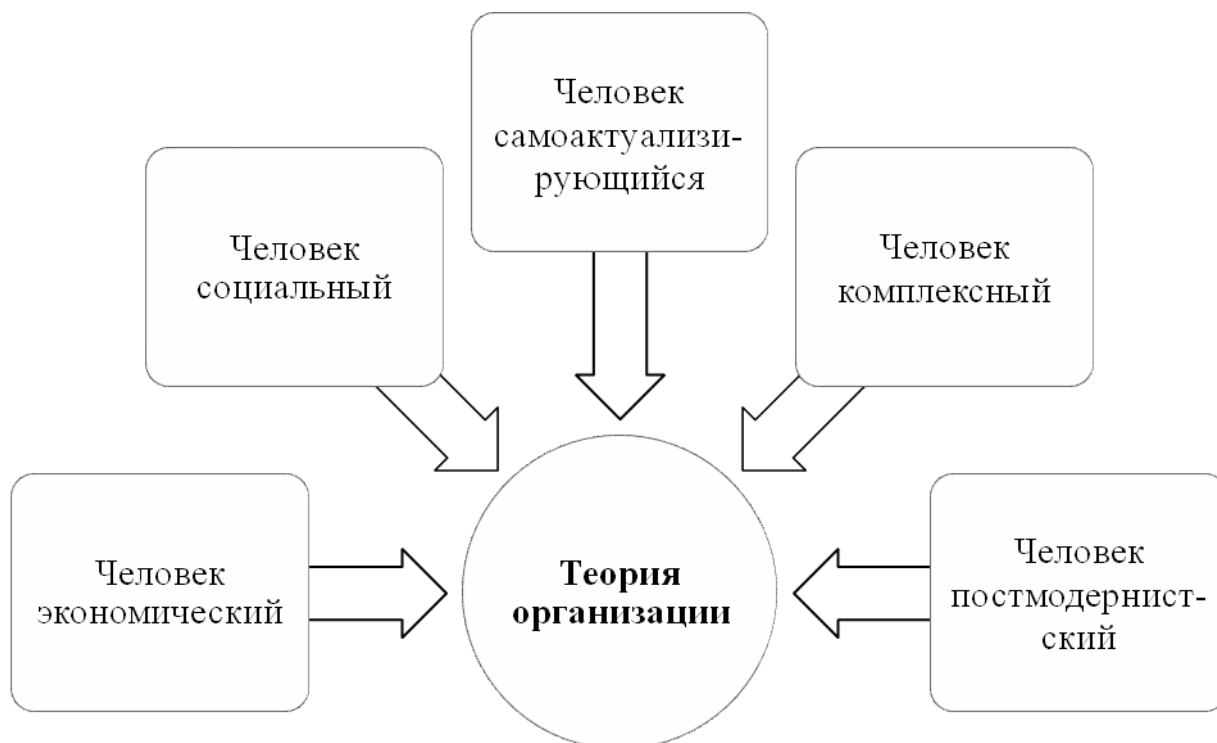 Человек
самоактуализи-
рующийся
Человек
социальный
Человек
комплексный
Человек
экономический
Теория
организации
Человек
постмодернист-
ский